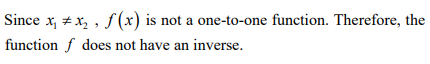 Since x₁ ≠ x₂ , f(x) is not a one-to-one function. Therefore, the
function f does not have an inverse.